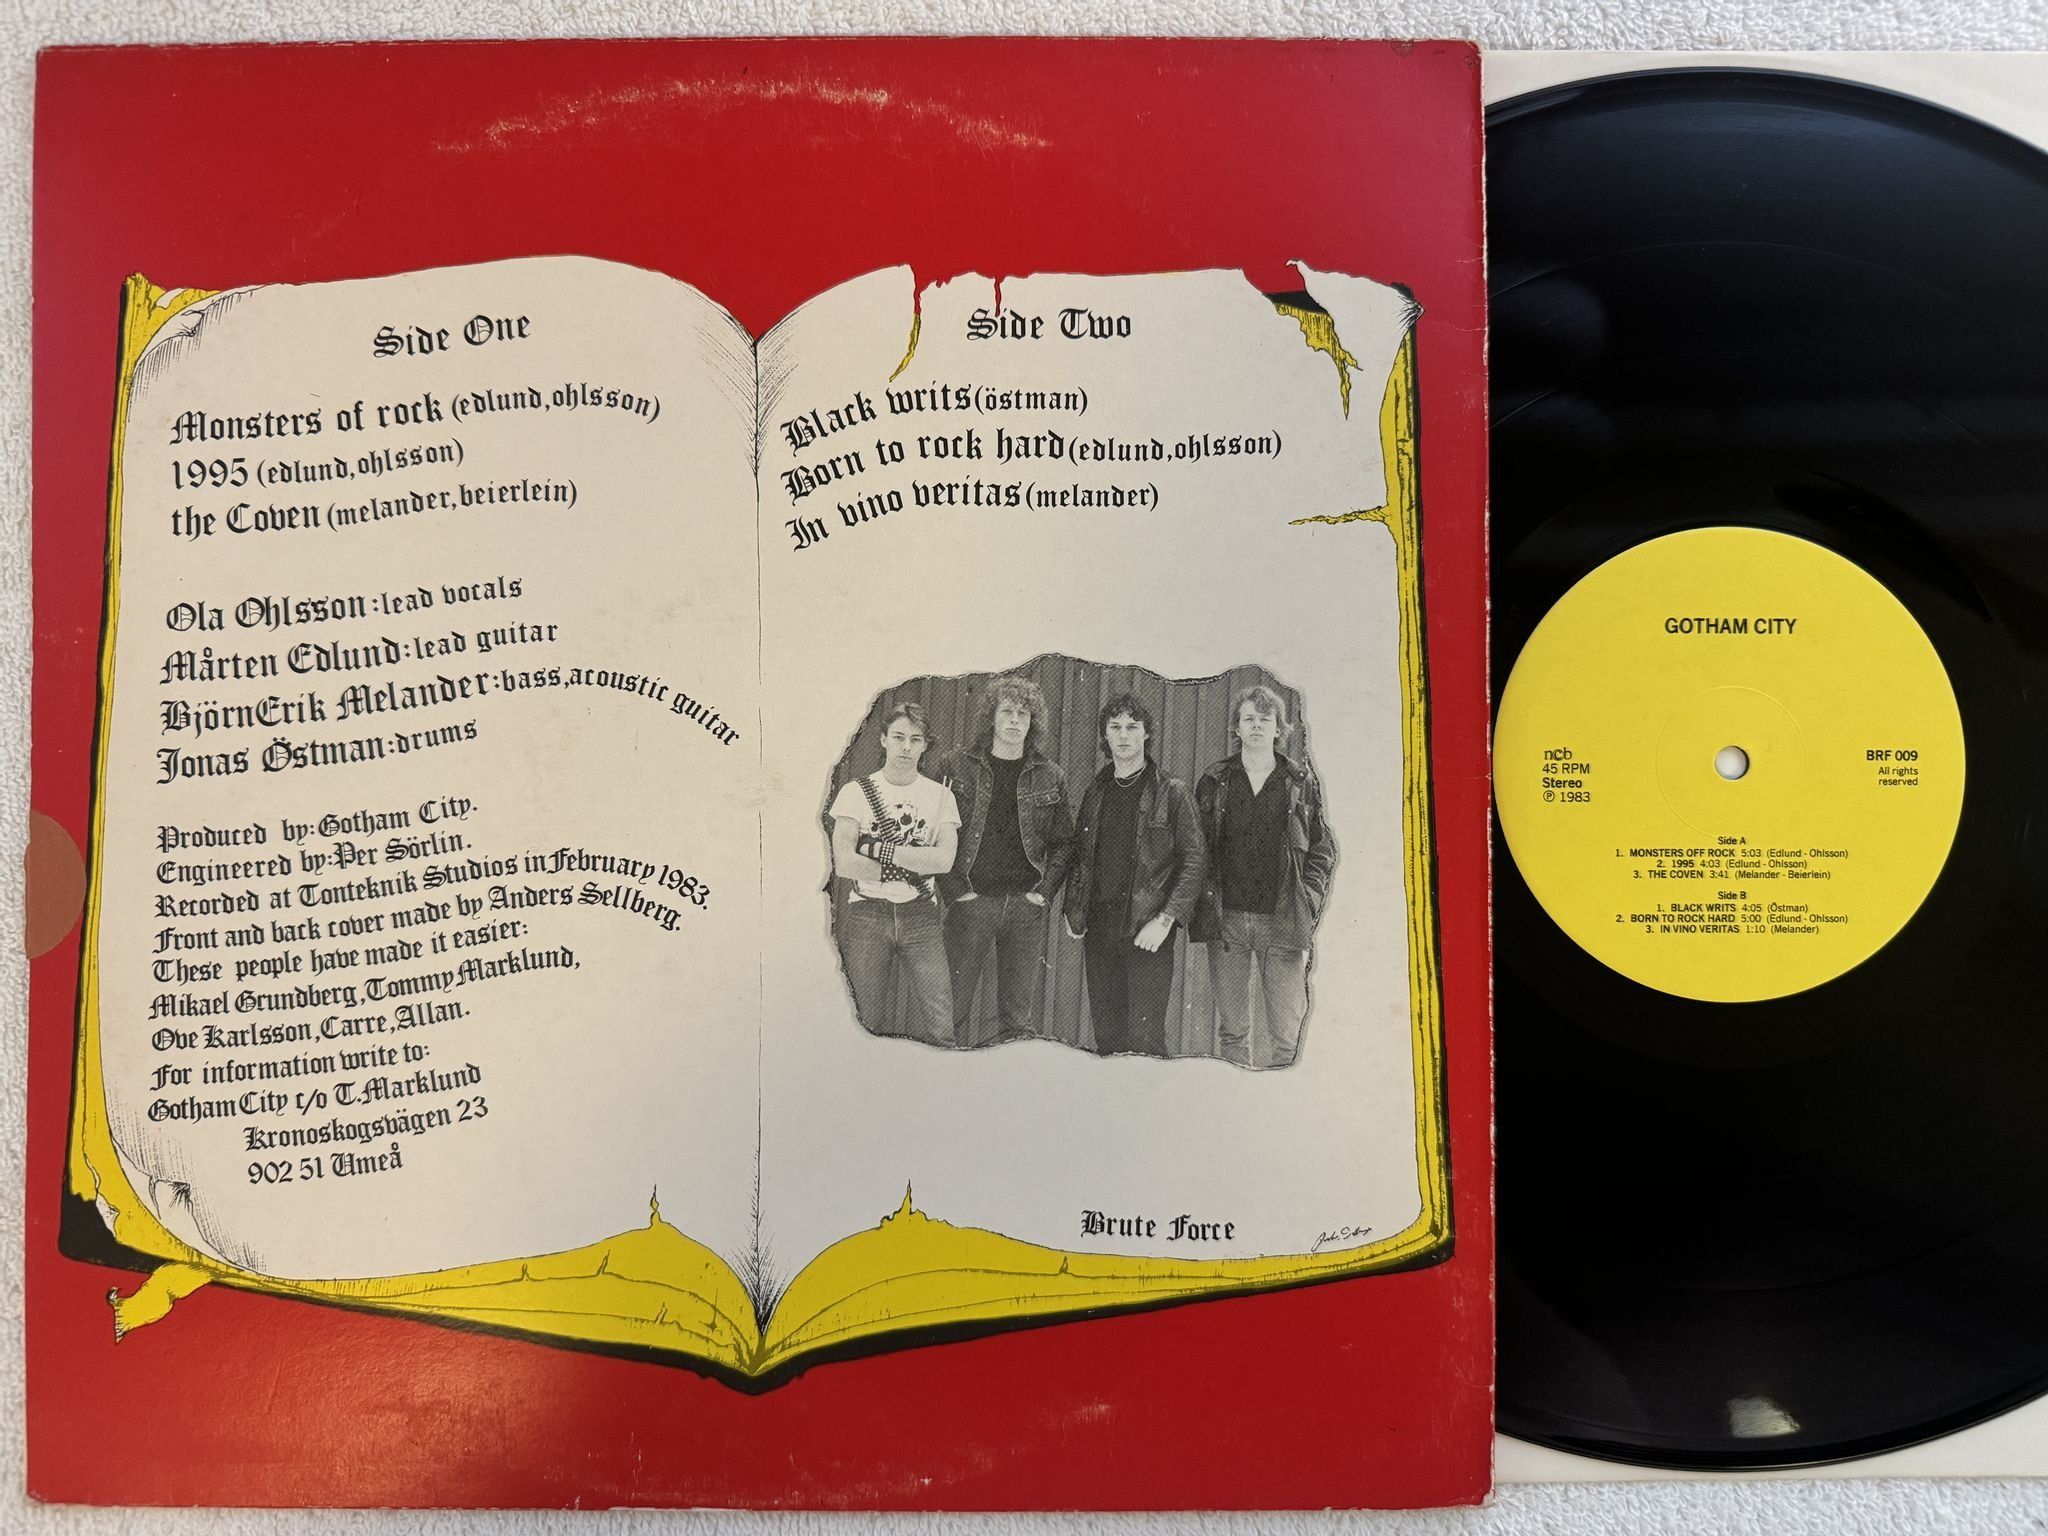 Side One
Monsters of rock (edlund,ohlsson)
1995 (edlund,ohlsson)
the Coven (melander,beierlein)
Ola Ohlsson:lead vocals
Mårten Edlund:lead guitar
BjörnErik Melander:bass,acoustic guitar
Jonas Östman:drums
Produced by:Gotham City.
Engineered by:Per Sörlin.
Recorded at Tonteknik Studios in February 1983.
Front and back cover made by Anders Sellberg.
These people have made it easier:
Mikael Grundberg,Tommy Marklund,
Ove Karlsson,Carre,Allan.
For information write to:
Gotham City c/o T.Marklund
Kronoskogsvägen 23
902 51 Umeå
Side Two
Black writs(östman)
Born to rock hard(edlund,ohlsson)
In vino veritas(melander)
Brute Force
GOTHAM CITY
ncb
45 RPM
Stereo
℗ 1983
BRF 009
All rights
reserved
Side A
1. MONSTERS OFF ROCK 5:03 (Edlund - Ohlsson)
2. 1995 4:03 (Edlund - Ohlsson)
3. THE COVEN 3:41 (Melander - Beierlein)
Side B
1. BLACK WRITS 4:05 (Östman)
2. BORN TO ROCK HARD 5:00 (Edlund - Ohlsson)
3. IN VINO VERITAS 1:10 (Melander)